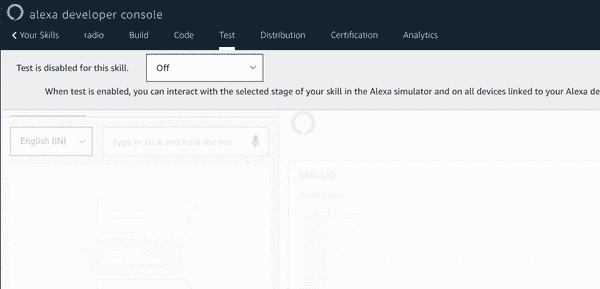 alexa developer console
Your Skills radio Build Code Test Distribution Certification Analytics
Test is disabled for this skill. Off
When test is enabled, you can interact with the selected stage of your skill in the Alexa simulator and on all devices linked to your Alexa de
English (IN) Type or click and hold the mic
Skill I/O